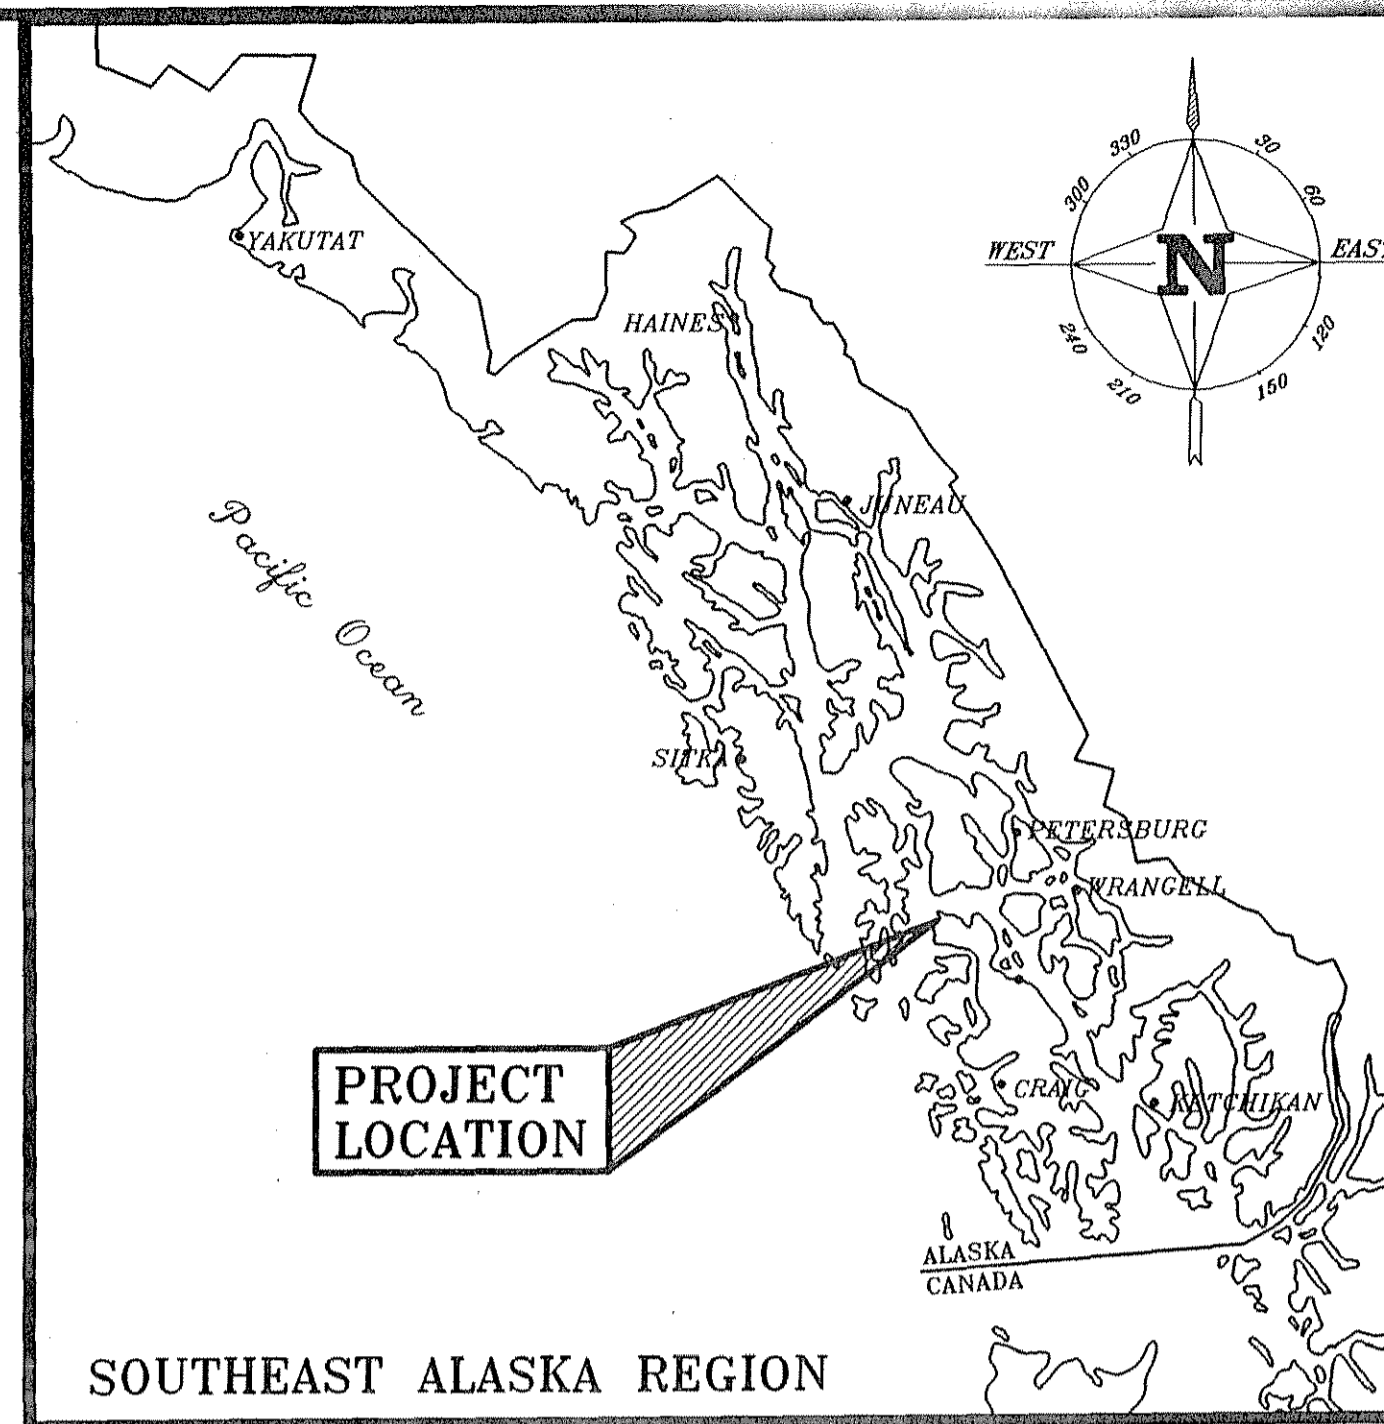 330
30
300
60
WEST
N
EAST
240
120
210
150
YAKUTAT
HAINES
JUNEAU
Pacific Ocean
SITKA
PETERSBURG
WRANGELL
PROJECT
LOCATION
CRAIG
KETCHIKAN
ALASKA
CANADA
SOUTHEAST ALASKA REGION